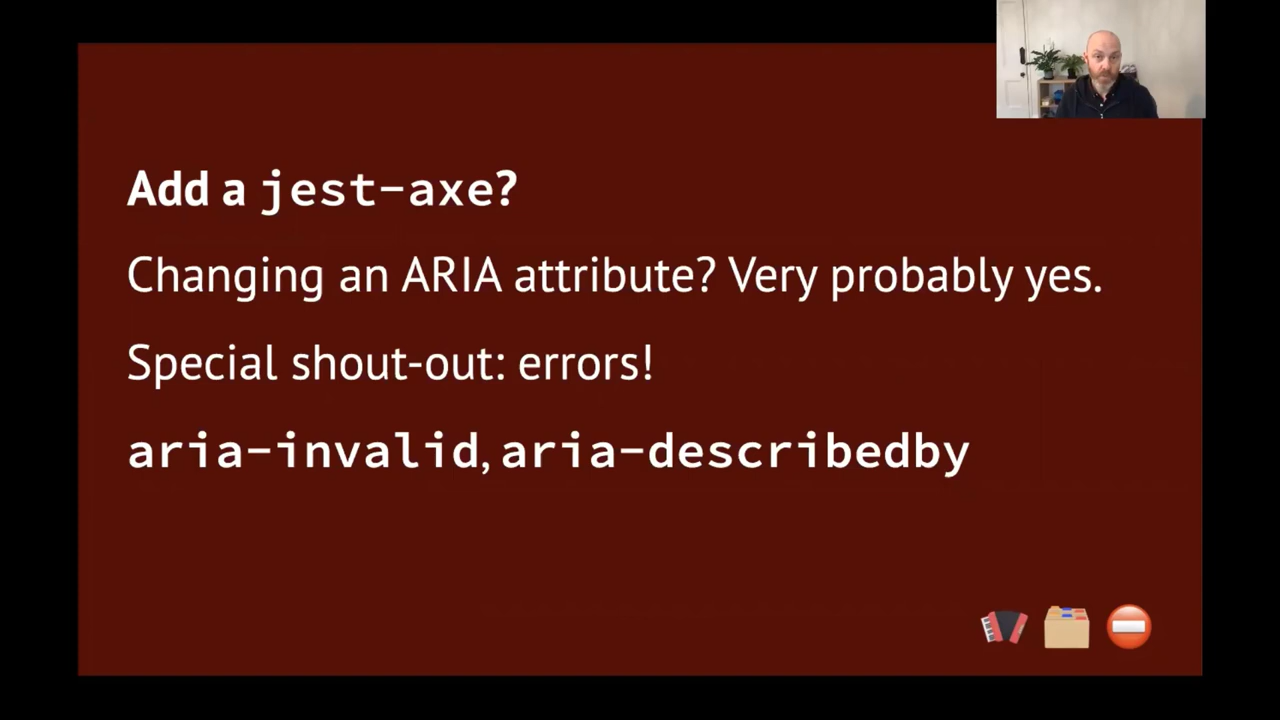 Add a jest-axe?
Changing an ARIA attribute? Very probably yes.
Special shout-out: errors!
aria-invalid, aria-describedby